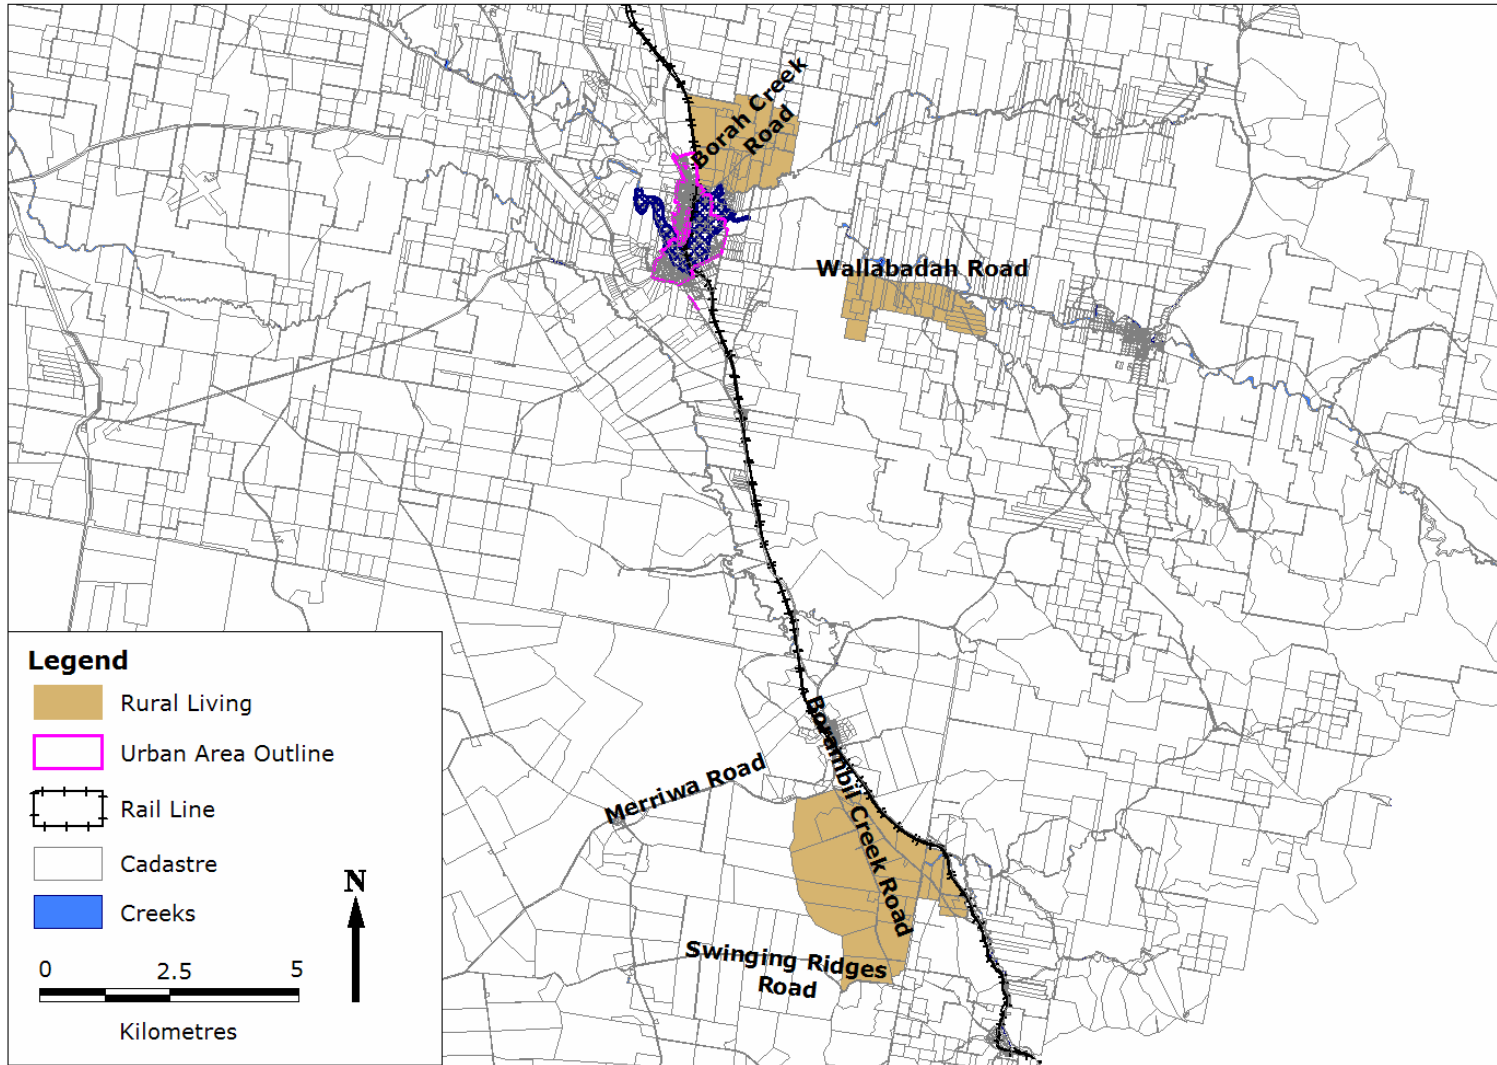 Borah Creek
Road
Wallabadah Road
Borambil Creek Road
Merriwa Road
Swinging Ridges
Road
Legend
Rural Living
Urban Area Outline
Rail Line
Cadastre
Creeks
N
0 2.5 5
Kilometres